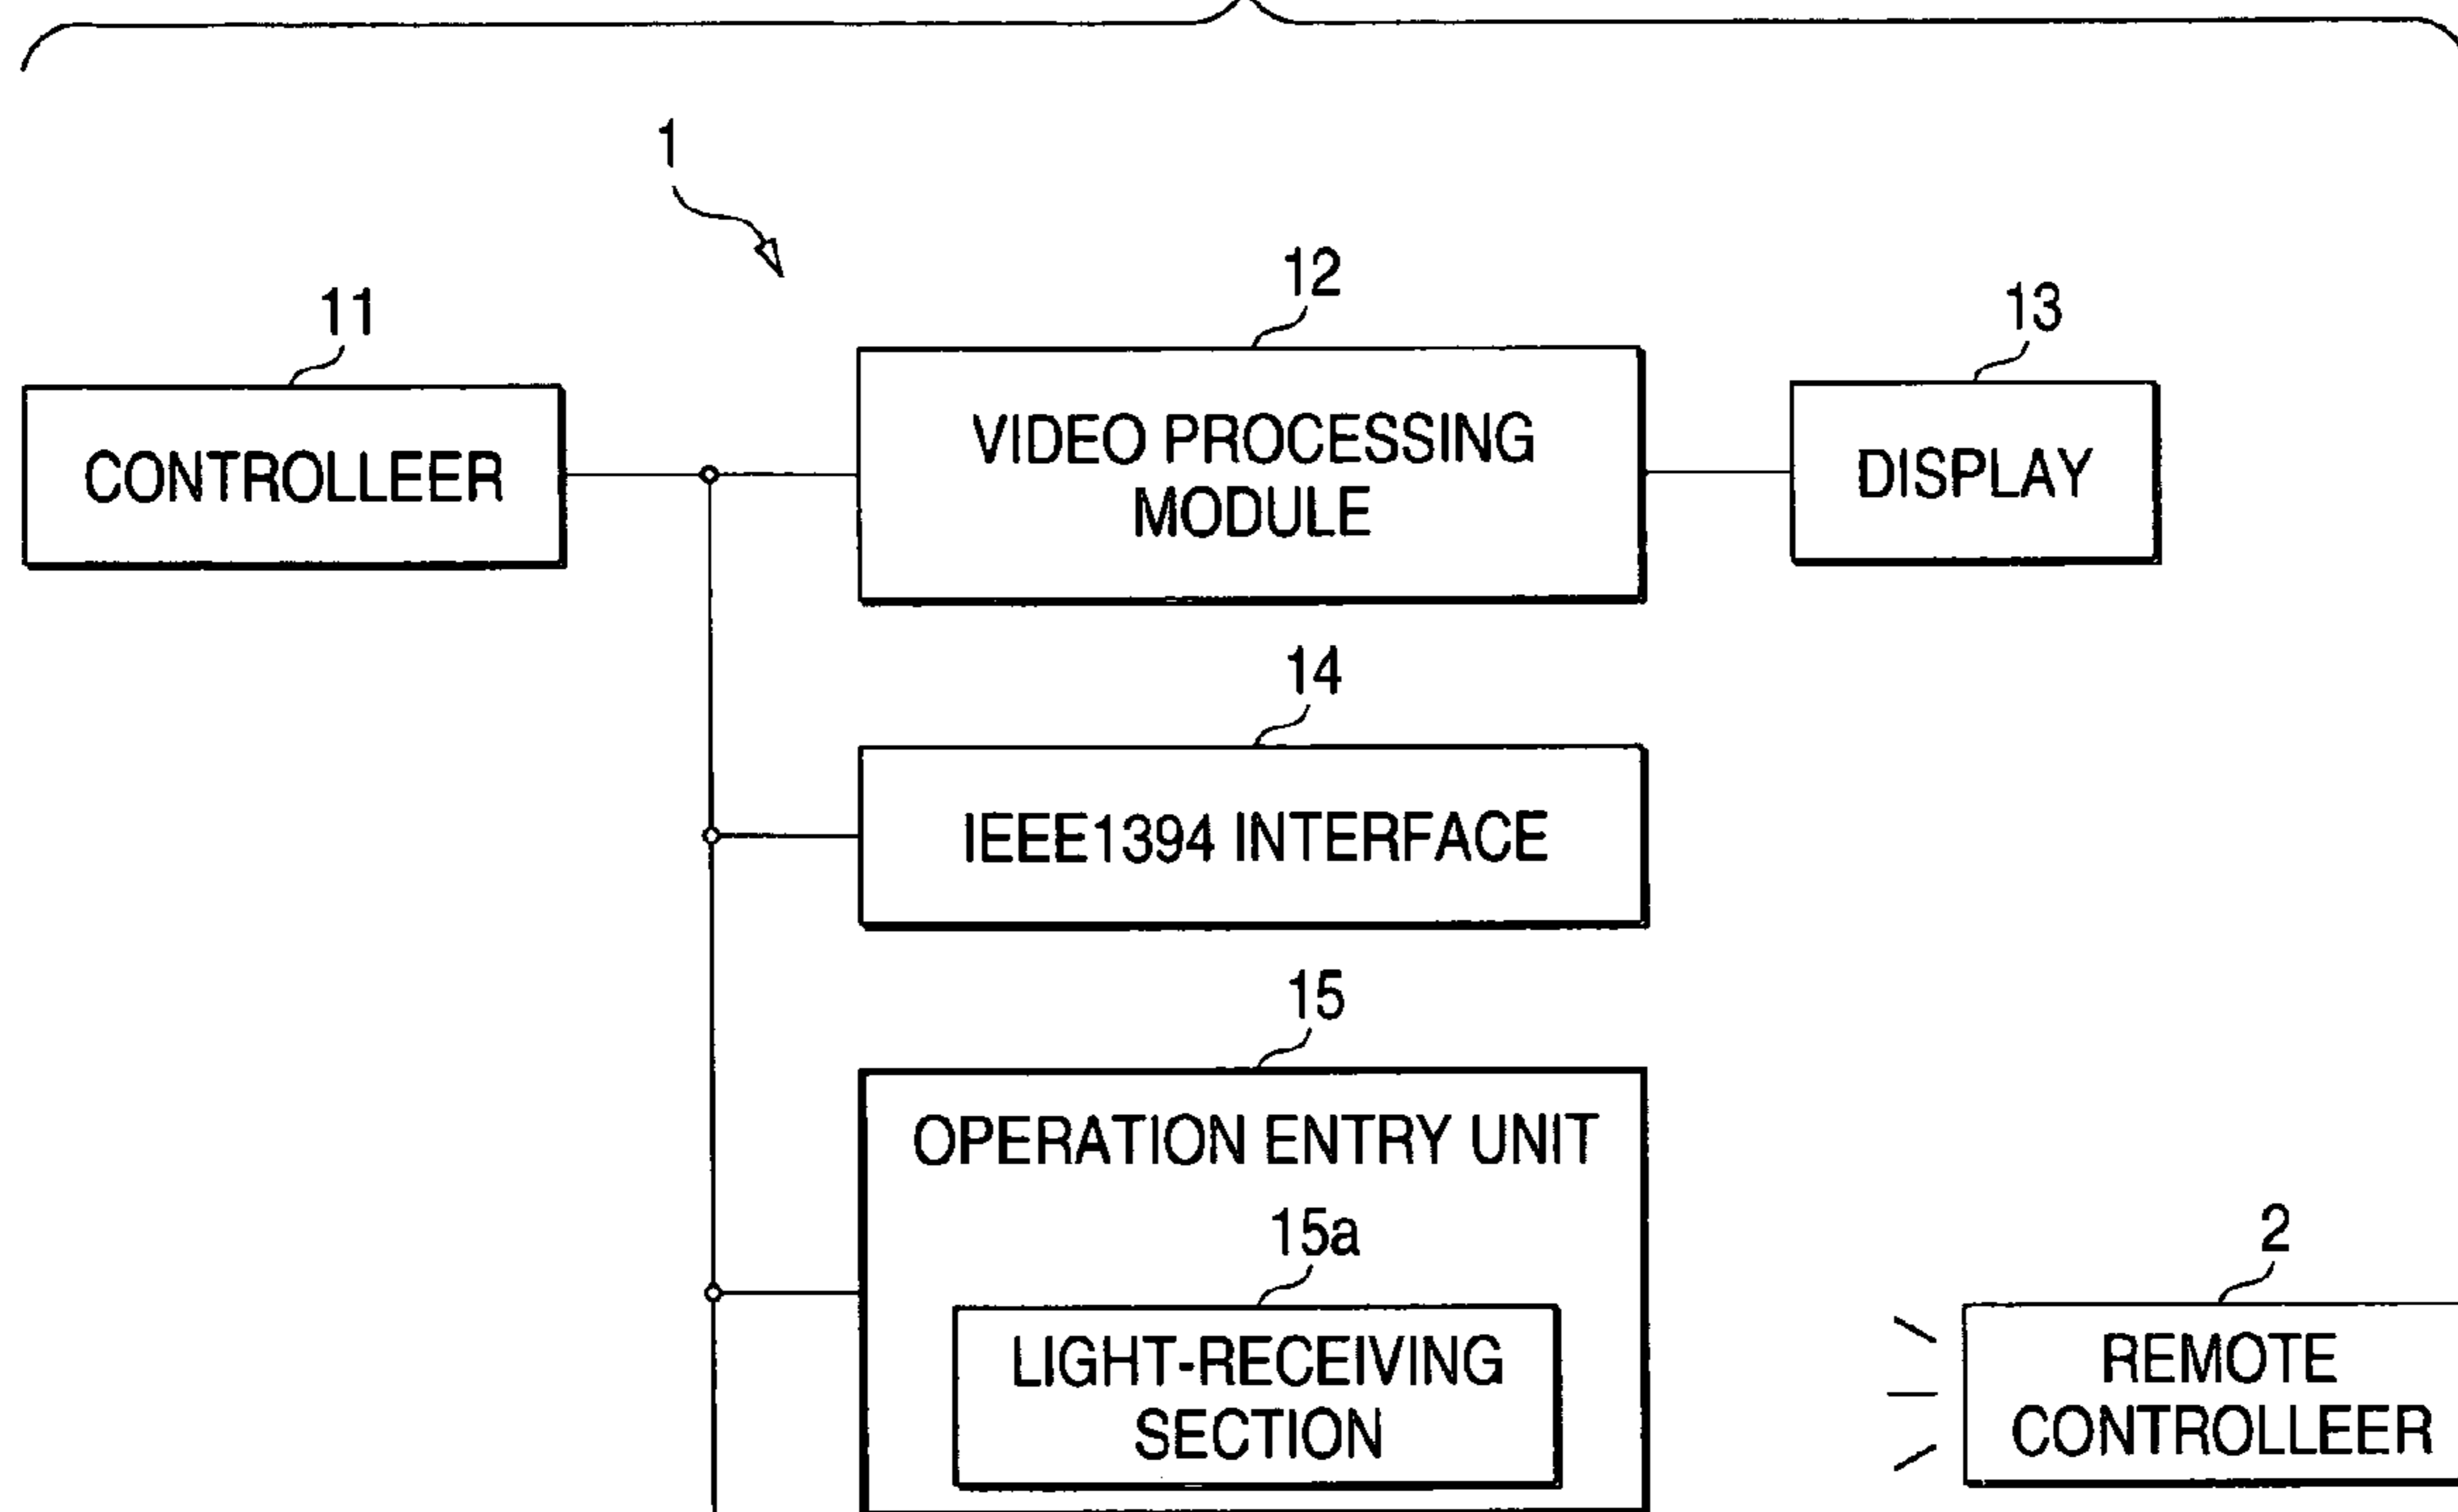 1
11
CONTROLLEER
12
VIDEO PROCESSING
MODULE
13
DISPLAY
14
IEEE1394 INTERFACE
15
OPERATION ENTRY UNIT
15a
LIGHT-RECEIVING
SECTION
2
REMOTE
CONTROLLEER